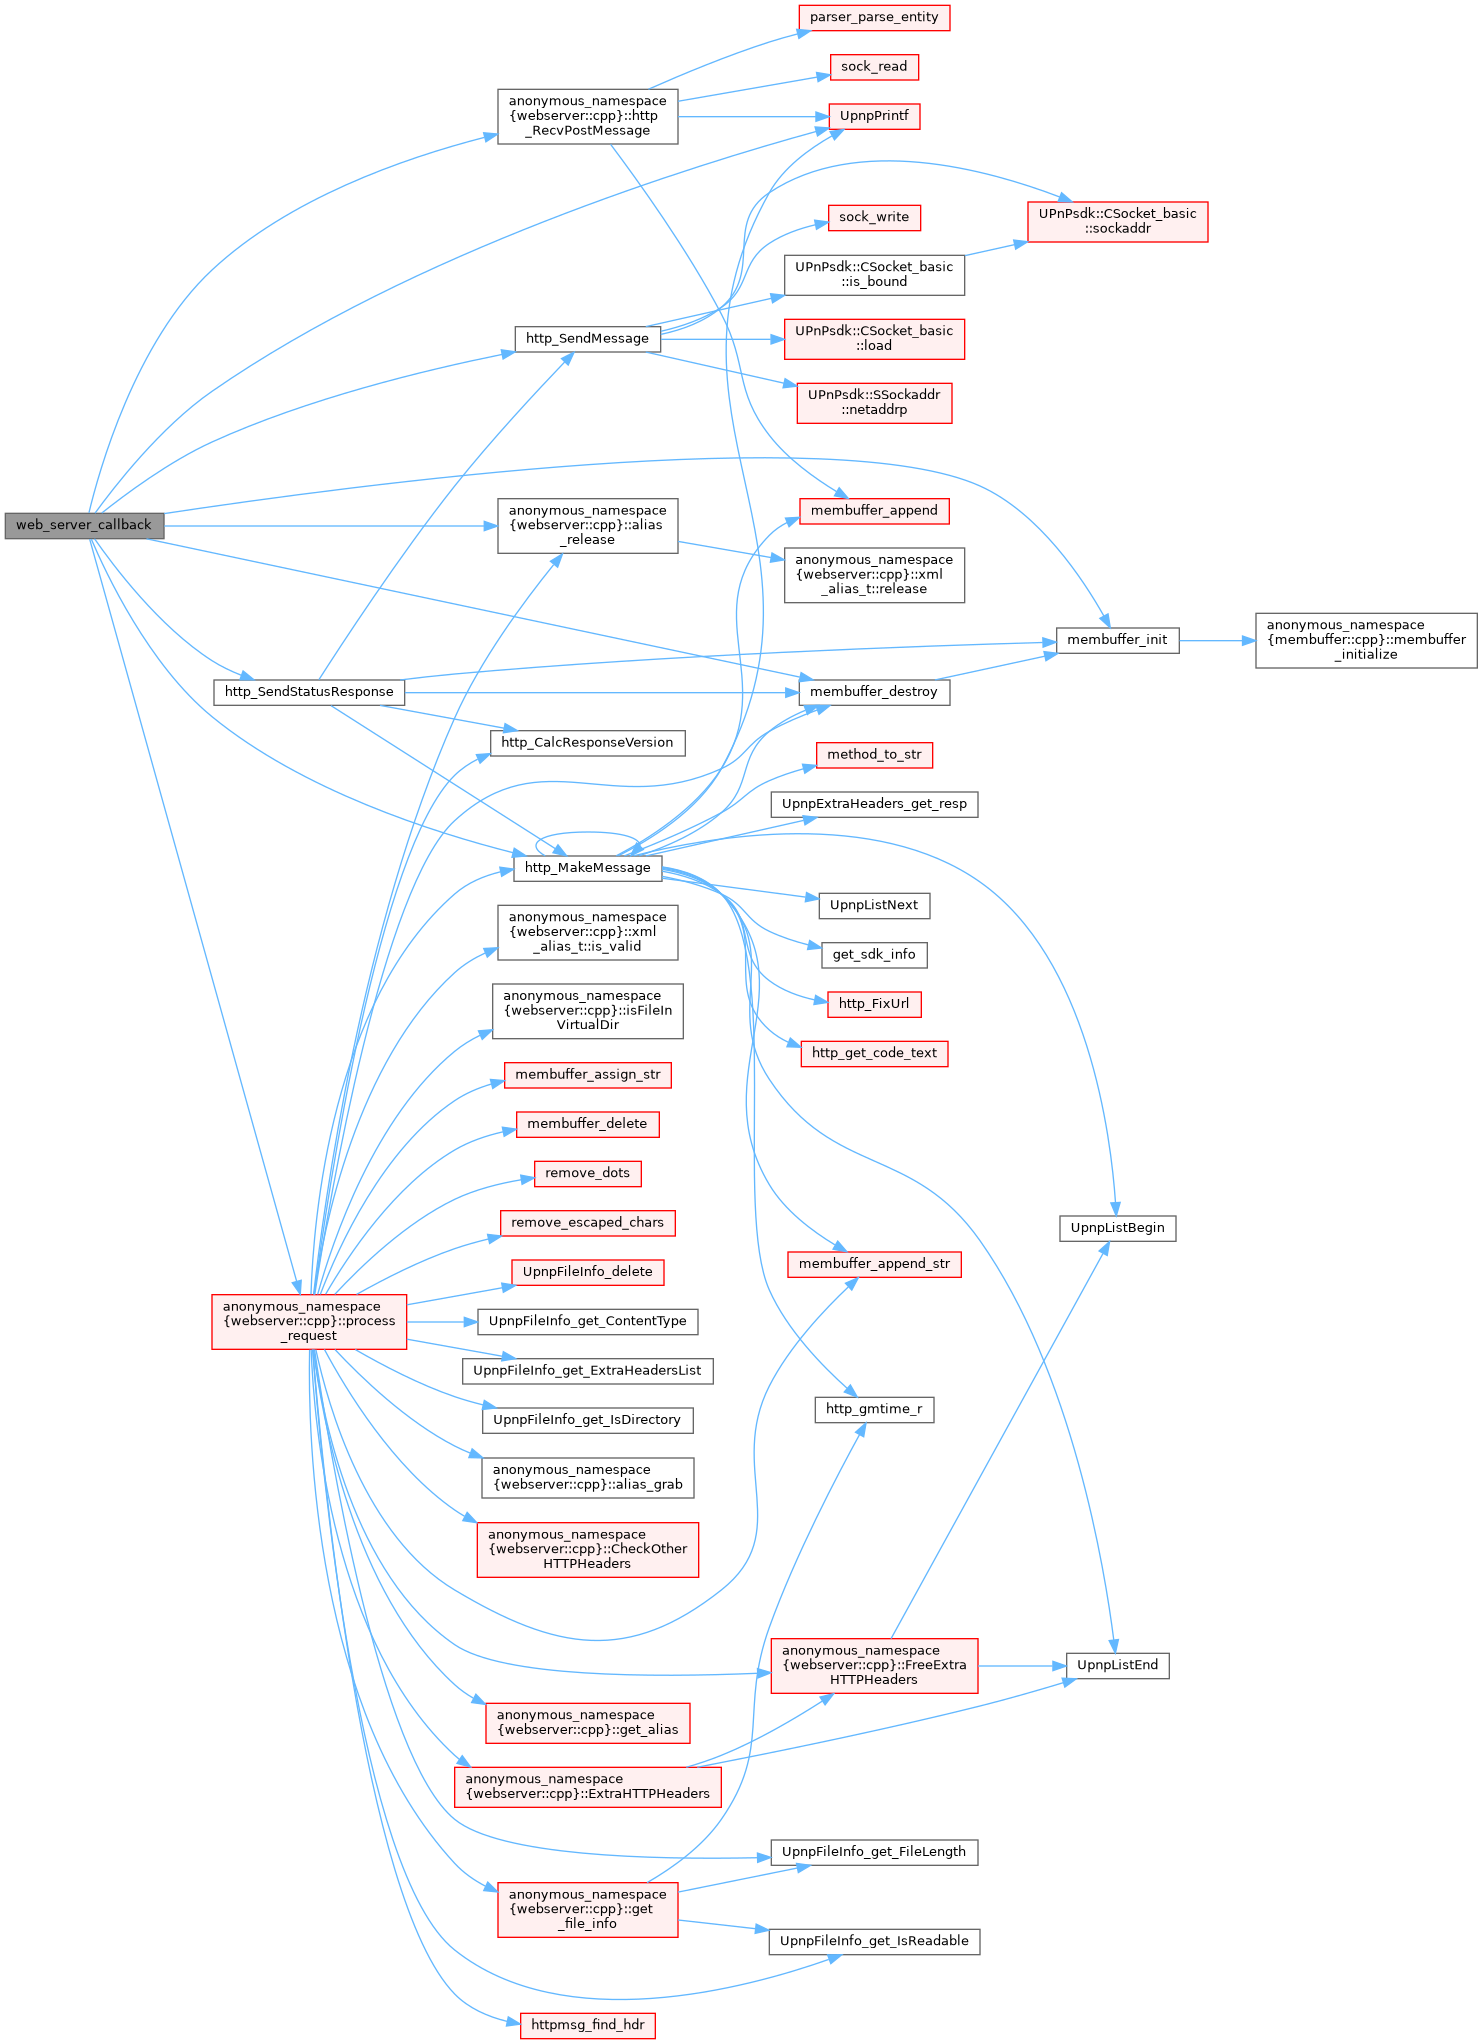 parser_parse_entity
sock_read
anonymous_namespace
{webserver::cpp}::http
_RecvPostMessage
UpnpPrintf
sock_write
UPnPsdk::CSocket_basic
::sockaddr
UPnPsdk::CSocket_basic
::is_bound
http_SendMessage
UPnPsdk::CSocket_basic
::load
UPnPsdk::SSockaddr
::netaddrp
web_server_callback
anonymous_namespace
{webserver::cpp}::alias
_release
membuffer_append
anonymous_namespace
{webserver::cpp}::xml
_alias_t::release
membuffer_init
anonymous_namespace
{membuffer::cpp}::membuffer
_initialize
http_SendStatusResponse
membuffer_destroy
http_CalcResponseVersion
method_to_str
UpnpExtraHeaders_get_resp
http_MakeMessage
UpnpListNext
anonymous_namespace
{webserver::cpp}::xml
_alias_t::is_valid
get_sdk_info
anonymous_namespace
{webserver::cpp}::isFileIn
VirtualDir
http_FixUrl
http_get_code_text
membuffer_assign_str
membuffer_delete
remove_dots
remove_escaped_chars
UpnpListBegin
UpnpFileInfo_delete
membuffer_append_str
anonymous_namespace
{webserver::cpp}::process
_request
UpnpFileInfo_get_ContentType
UpnpFileInfo_get_ExtraHeadersList
UpnpFileInfo_get_IsDirectory
http_gmtime_r
anonymous_namespace
{webserver::cpp}::alias_grab
anonymous_namespace
{webserver::cpp}::CheckOther
HTTPHeaders
anonymous_namespace
{webserver::cpp}::FreeExtra
HTTPHeaders
UpnpListEnd
anonymous_namespace
{webserver::cpp}::get_alias
anonymous_namespace
{webserver::cpp}::ExtraHTTPHeaders
UpnpFileInfo_get_FileLength
anonymous_namespace
{webserver::cpp}::get
_file_info
UpnpFileInfo_get_IsReadable
httpmsg_find_hdr